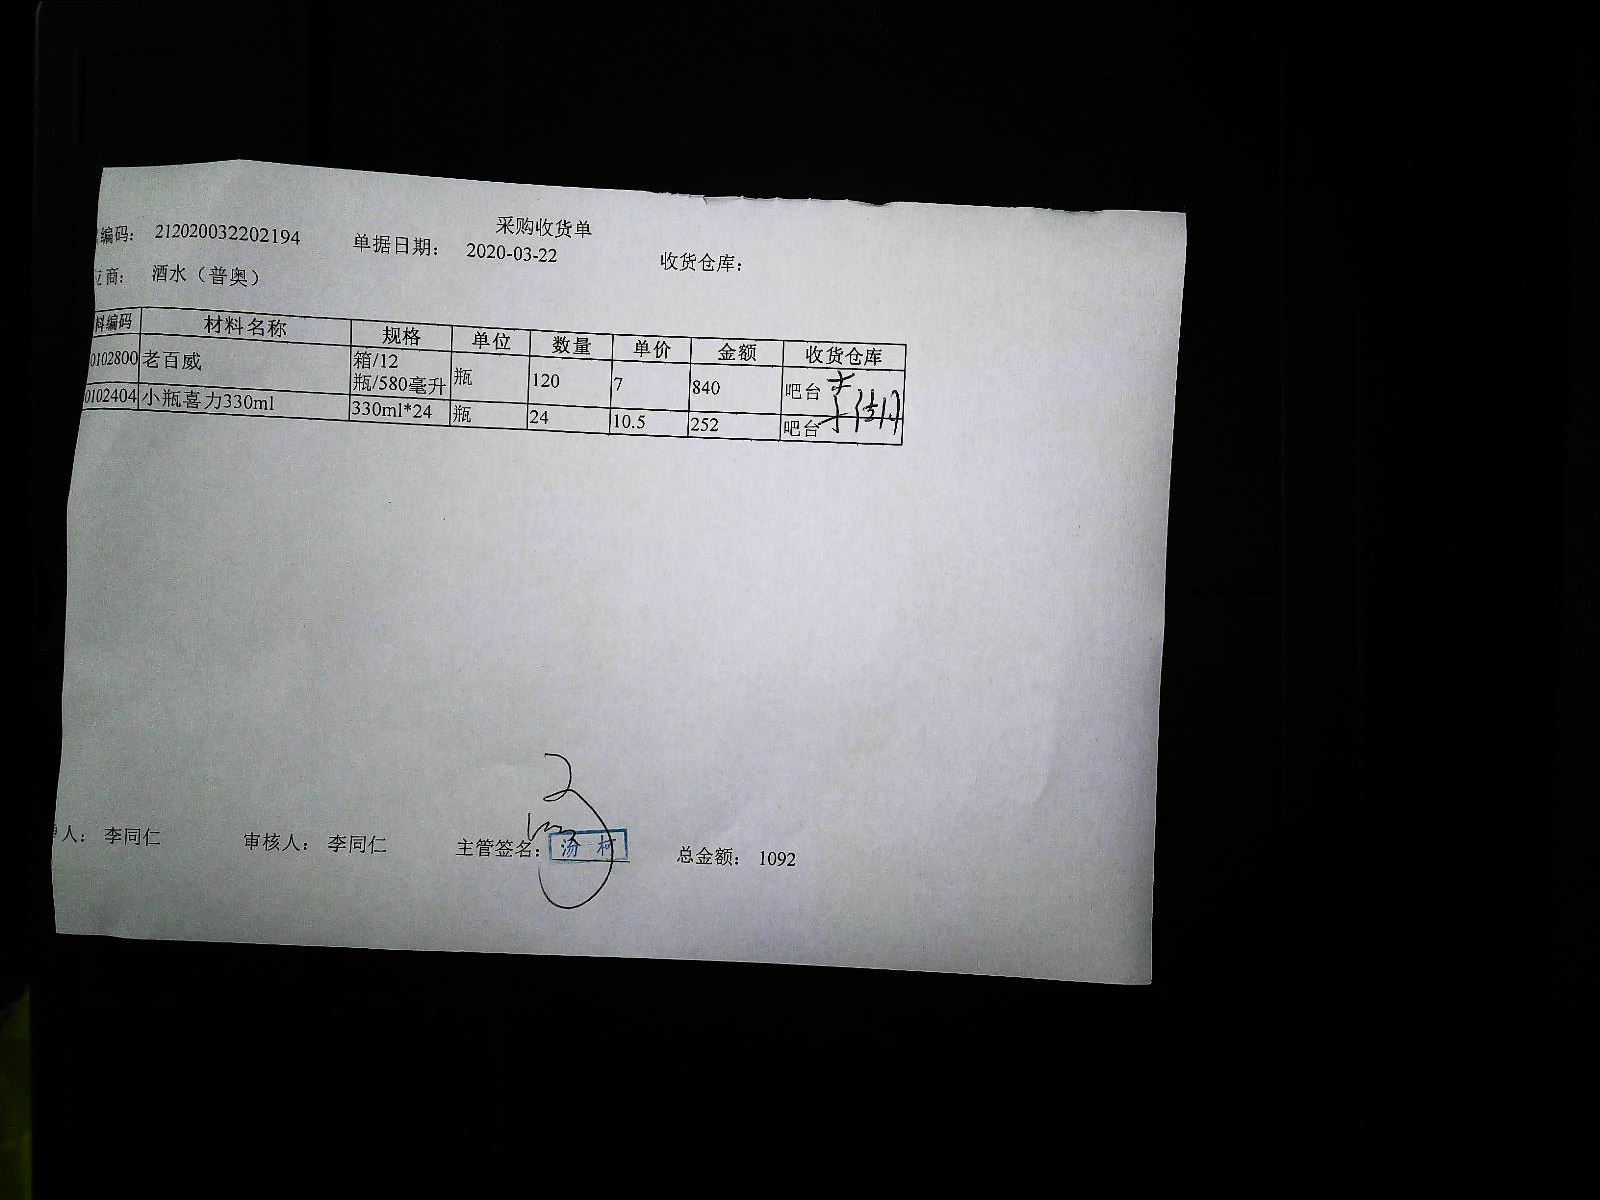 采购收货单
编码: 212020032202194 单据日期: 2020-03-22 收货仓库:
商: 酒水（普奥）
料编码 材料名称 规格 单位 数量 单价 金额 收货仓库
0102800 老百威 箱/12瓶/580毫升 瓶 120 7 840 吧台
0102404 小瓶喜力330ml 330ml*24 瓶 24 10.5 252 吧台
人: 李同仁 审核人: 李同仁 主管签名: 汤柯 总金额: 1092